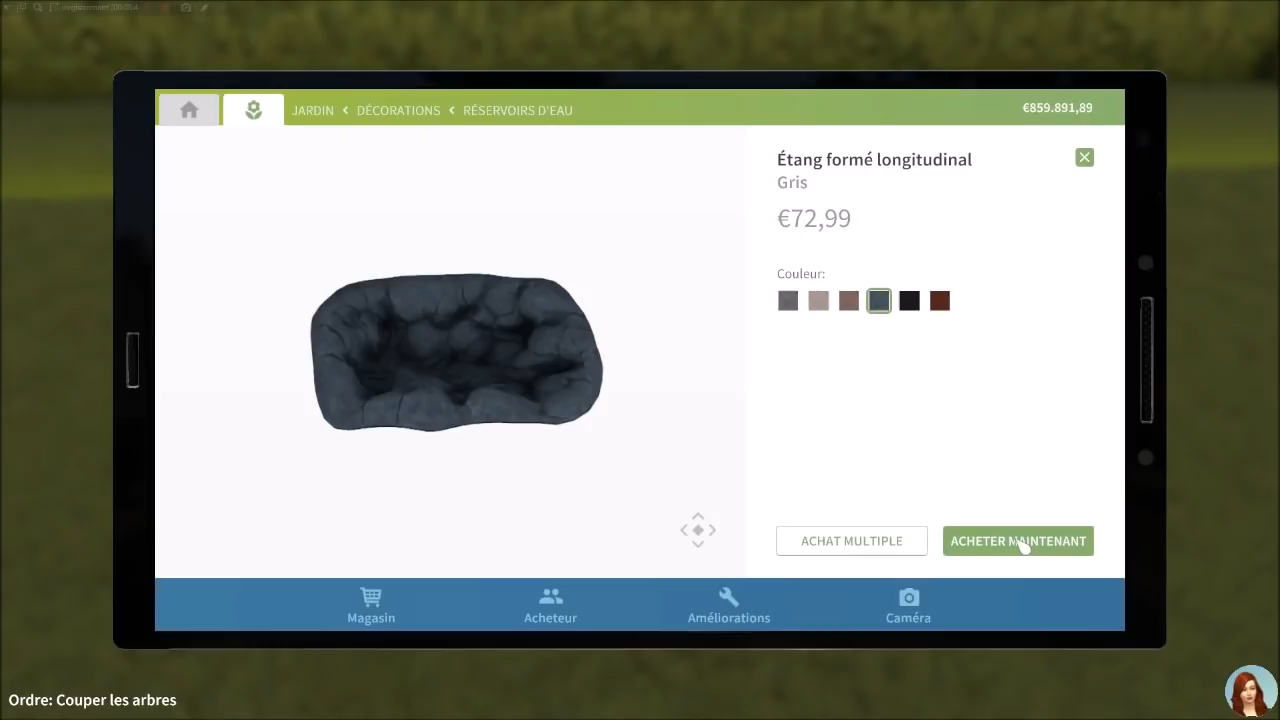 JARDIN < DÉCORATIONS < RÉSERVOIRS D'EAU
€859.891,89
Étang formé longitudinal
Gris
€72,99
Couleur:
ACHAT MULTIPLE
ACHETER MAINTENANT
Magasin
Acheteur
Améliorations
Caméra
Ordre: Couper les arbres